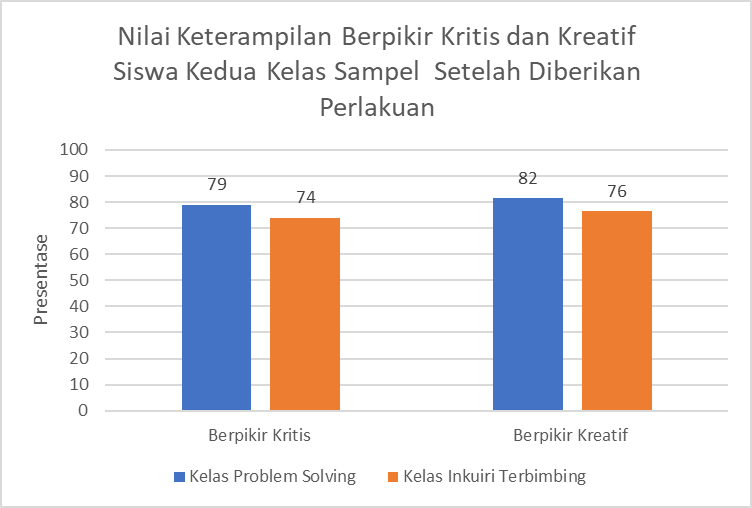 Nilai Keterampilan Berpikir Kritis dan Kreatif
Siswa Kedua Kelas Sampel  Setelah Diberikan
Perlakuan
Presentase
100
90
80
70
60
50
40
30
20
10
0
79
74
82
76
Berpikir Kritis
Berpikir Kreatif
Kelas Problem Solving
Kelas Inkuiri Terbimbing